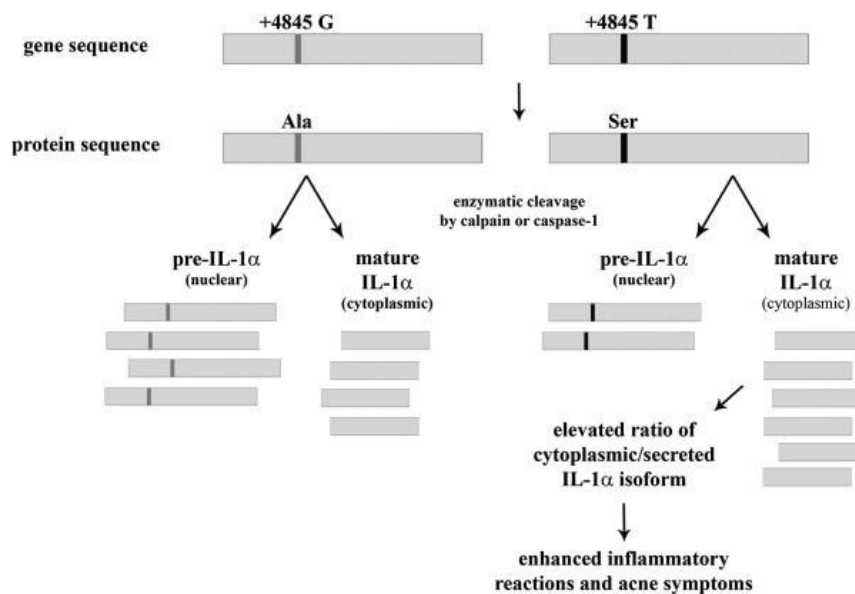 +4845 G
+4845 T
gene sequence
Ala
Ser
protein sequence
enzymatic cleavage
by calpain or caspase-1
pre-IL-1α
(nuclear)
mature
IL-1α
(cytoplasmic)
pre-IL-1α
(nuclear)
mature
IL-1α
(cytoplasmic)
elevated ratio of
cytoplasmic/secreted
IL-1α isoform
enhanced inflammatory
reactions and acne symptoms